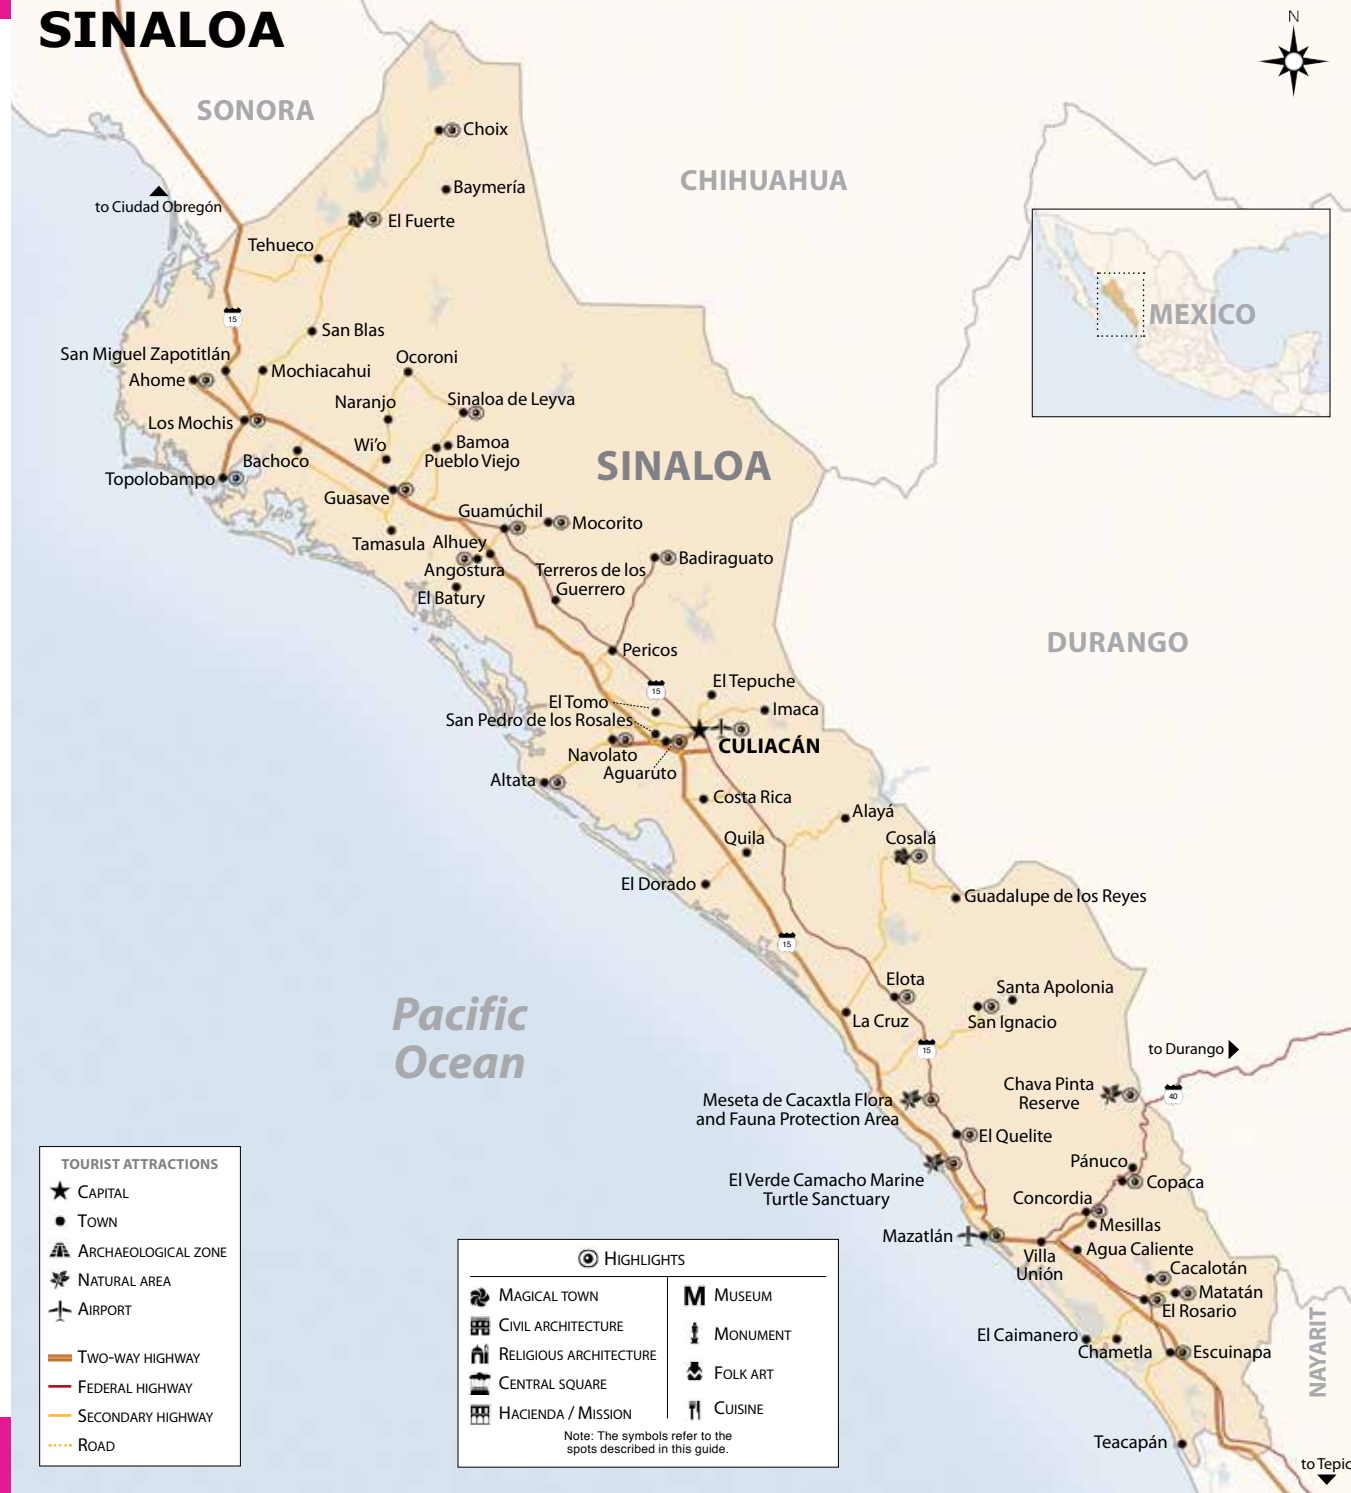 SINALOA
N
SONORA
Choix
CHIHUAHUA
Baymería
to Ciudad Obregón
El Fuerte
Tehueco
MEXICO
15
San Blas
San Miguel Zapotitlán
Ocoroni
Mochiacahui
Ahome
Naranjo
Sinaloa de Leyva
Los Mochis
Wi'o
Bamoa
Bachoco
Pueblo Viejo
SINALOA
Topolobampo
Guasave
Guamúchil
Mocorito
Tamasula
Alhuey
Badiraguato
Angostura
Terreros de los
Guerrero
El Batury
DURANGO
Pericos
El Tepuche
15
El Tomo
Imaca
San Pedro de los Rosales
CULIACÁN
Navolato
Aguaruto
Altata
Costa Rica
Alayá
Quila
Cosalá
El Dorado
Guadalupe de los Reyes
15
Elota
Santa Apolonia
Pacific
Ocean
La Cruz
San Ignacio
15
to Durango
Chava Pinta
Reserve
40
Meseta de Cacaxtla Flora
and Fauna Protection Area
El Quelite
Pánuco
El Verde Camacho Marine
Turtle Sanctuary
Copaca
Concordia
Mesillas
Mazatlán
Villa
Unión
Agua Caliente
Cacalotán
Matatán
El Rosario
El Caimanero
Chametla
Escuinapa
NAYARIT
Teacapán
to Tepic
TOURIST ATTRACTIONS
CAPITAL
TOWN
ARCHAEOLOGICAL ZONE
NATURAL AREA
AIRPORT
TWO-WAY HIGHWAY
FEDERAL HIGHWAY
SECONDARY HIGHWAY
ROAD
HIGHLIGHTS
MAGICAL TOWN
CIVIL ARCHITECTURE
RELIGIOUS ARCHITECTURE
CENTRAL SQUARE
HACIENDA / MISSION
M MUSEUM
MONUMENT
FOLK ART
CUISINE
Note: The symbols refer to the
spots described in this guide.